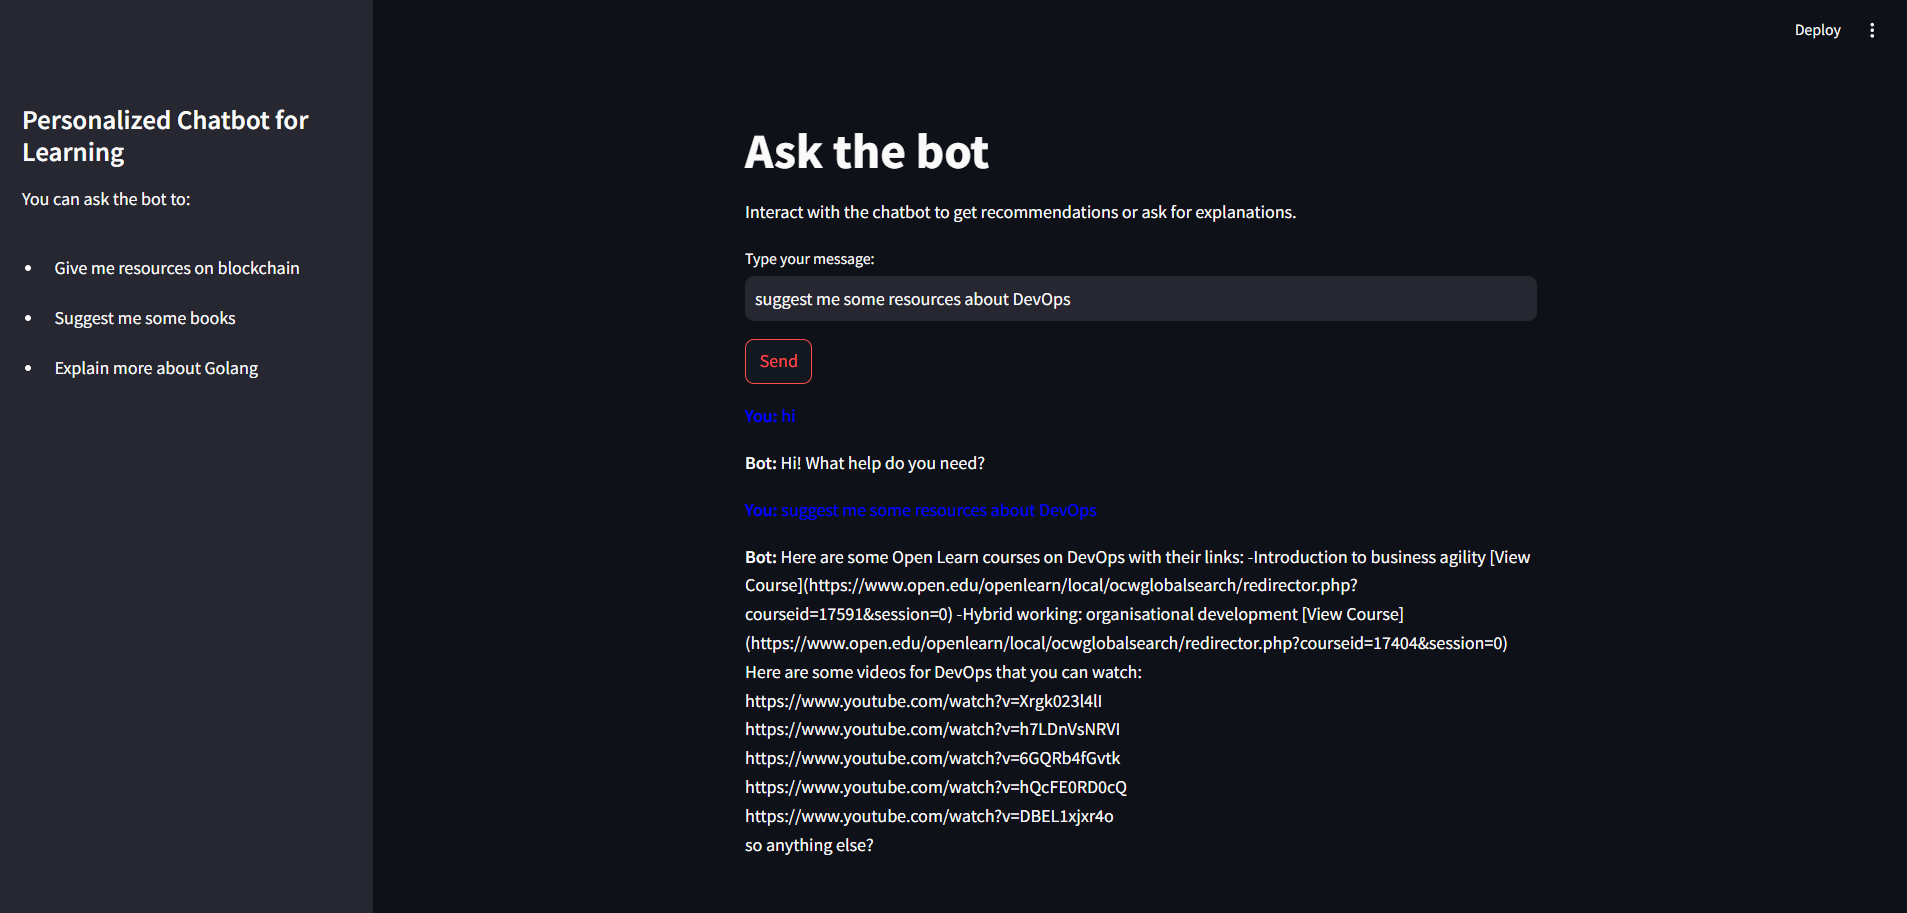 Deploy
Personalized Chatbot for
Learning
You can ask the bot to:
• Give me resources on blockchain
• Suggest me some books
• Explain more about Golang
Ask the bot
Interact with the chatbot to get recommendations or ask for explanations.
Type your message:
suggest me some resources about DevOps
Send
You: hi
Bot: Hi! What help do you need?
You: suggest me some resources about DevOps
Bot: Here are some Open Learn courses on DevOps with their links: -Introduction to business agility [View
Course](https://www.open.edu/openlearn/local/ocwglobalsearch/redirector.php?
courseid=17591&session=0) -Hybrid working: organisational development [View Course]
(https://www.open.edu/openlearn/local/ocwglobalsearch/redirector.php?courseid=17404&session=0)
Here are some videos for DevOps that you can watch:
https://www.youtube.com/watch?v=Xrgk023l4lI
https://www.youtube.com/watch?v=h7LDnVsNRVI
https://www.youtube.com/watch?v=6GQRb4fGvtk
https://www.youtube.com/watch?v=hQcFE0RD0cQ
https://www.youtube.com/watch?v=DBEL1xjxr4o
so anything else?